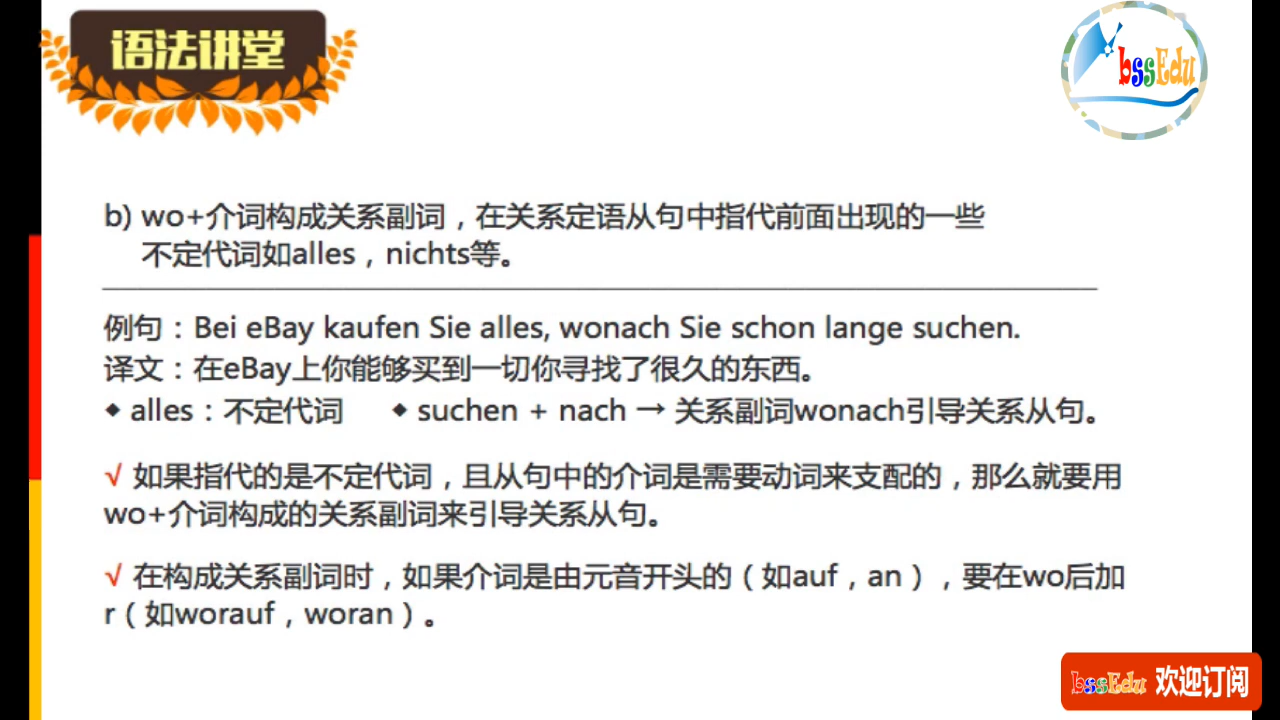 语法讲堂
bssEdu
b) wo+介词构成关系副词，在关系定语从句中指代前面出现的一些
不定代词如alles，nichts等。
例句：Bei eBay kaufen Sie alles, wonach Sie schon lange suchen.
译文：在eBay上你能够买到一切你寻找了很久的东西。
◆ alles：不定代词 ◆ suchen + nach → 关系副词wonach引导关系从句。
√ 如果指代的是不定代词，且从句中的介词是需要动词来支配的，那么就要用
wo+介词构成的关系副词来引导关系从句。
√ 在构成关系副词时，如果介词是由元音开头的（如auf，an），要在wo后加
r（如worauf，woran）。
bssEdu 欢迎订阅